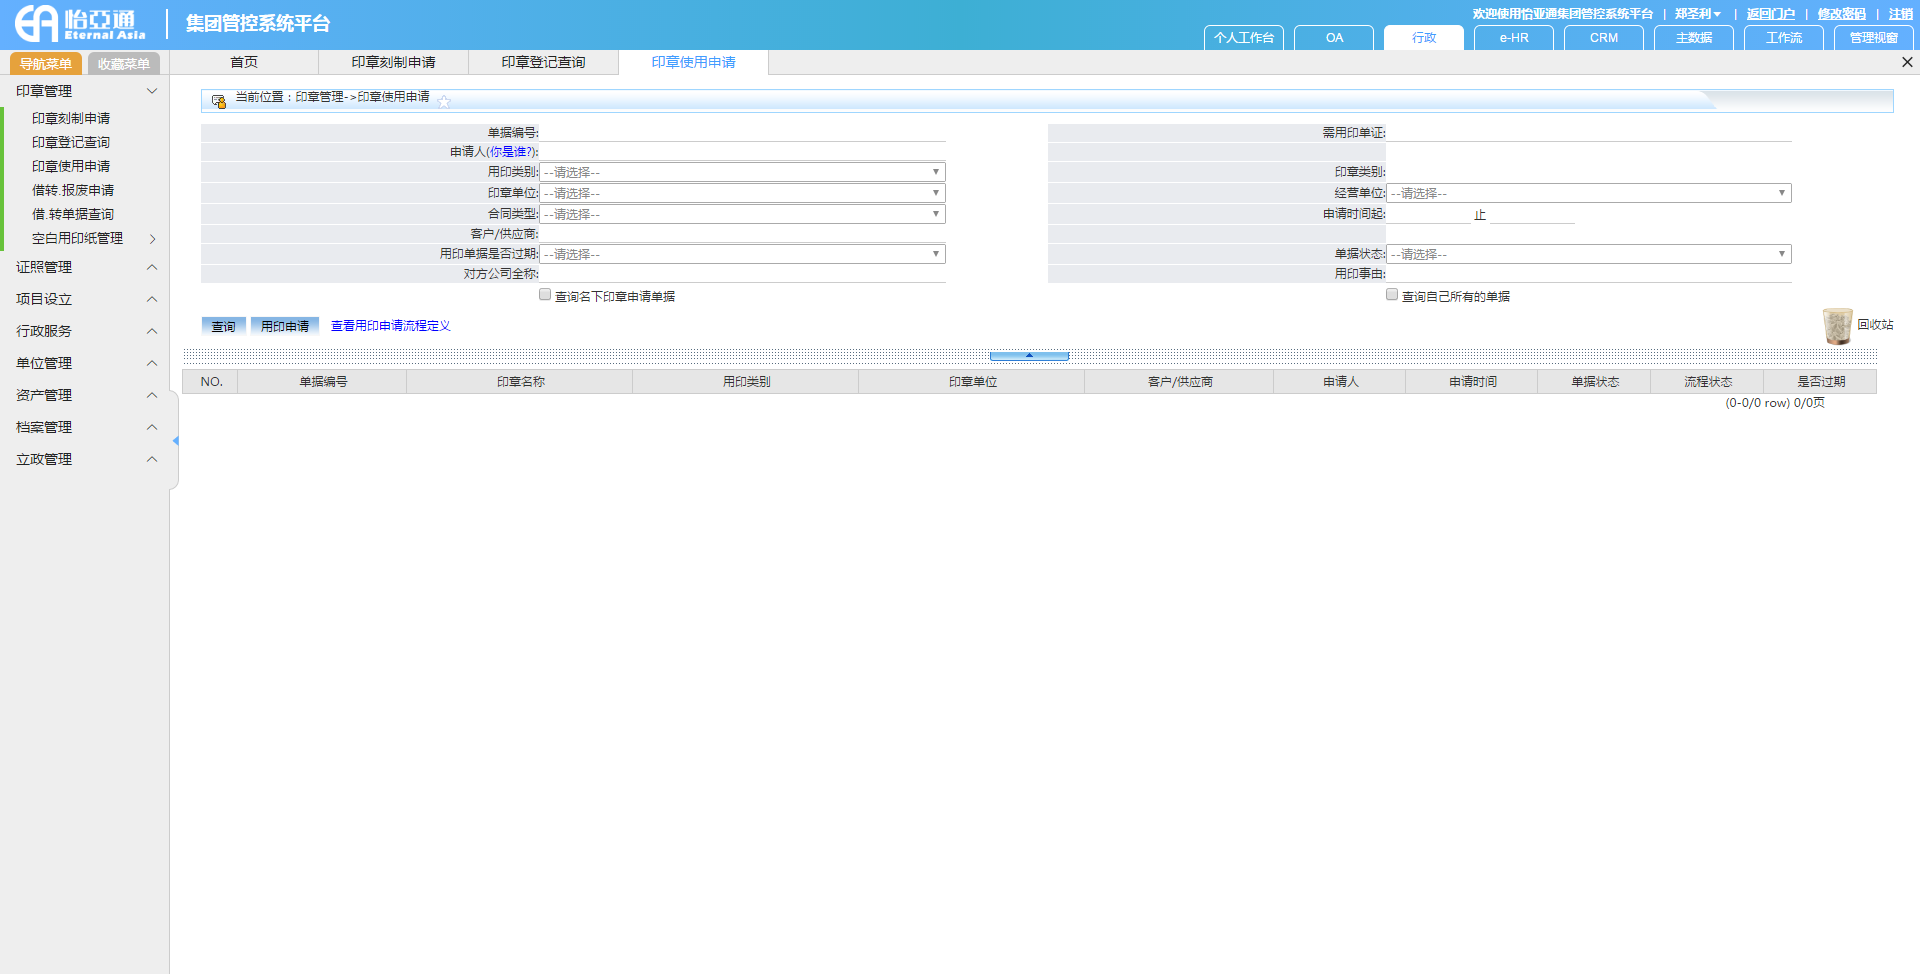 怡亞通
Eternal Asia
集团管控系统平台
欢迎使用怡亚通集团管控系统平台 | 郑圣利 | 返回门户 | 修改密码 | 注销
个人工作台 OA 行政 e-HR CRM 主数据 工作流 管理视窗
导航菜单 收藏菜单
首页 印章刻制申请 印章登记查询 印章使用申请
印章管理
印章刻制申请
印章登记查询
印章使用申请
借转.报废申请
借.转单据查询
空白用印纸管理
证照管理
项目设立
行政服务
单位管理
资产管理
档案管理
立政管理
当前位置：印章管理->印章使用申请
单据编号: 需用印单证:
申请人(你是谁?):
用印类别: --请选择-- 印章类别:
印章单位: --请选择-- 经营单位: --请选择--
合同类型: --请选择-- 申请时间起: 止
客户/供应商:
用印单据是否过期: --请选择-- 单据状态: --请选择--
对方公司全称: 用印事由:
查询名下印章申请单据 查询自己所有的单据
查询 用印申请 查看用印申请流程定义 回收站
NO. 单据编号 印章名称 用印类别 印章单位 客户/供应商 申请人 申请时间 单据状态 流程状态 是否过期
(0-0/0 row) 0/0页